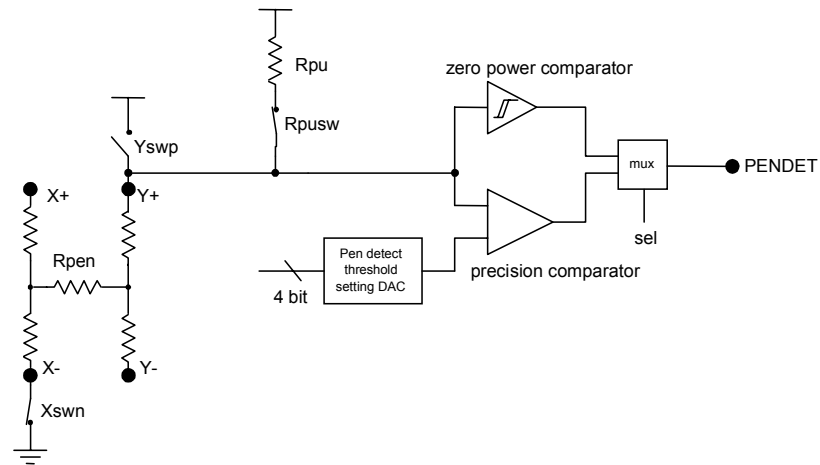 Rpu
zero power comparator
Rpusw
Yswp
mux
PENDET
X+
Y+
sel
Rpen
Pen detect
threshold
setting DAC
precision comparator
4 bit
X-
Y-
Xswn